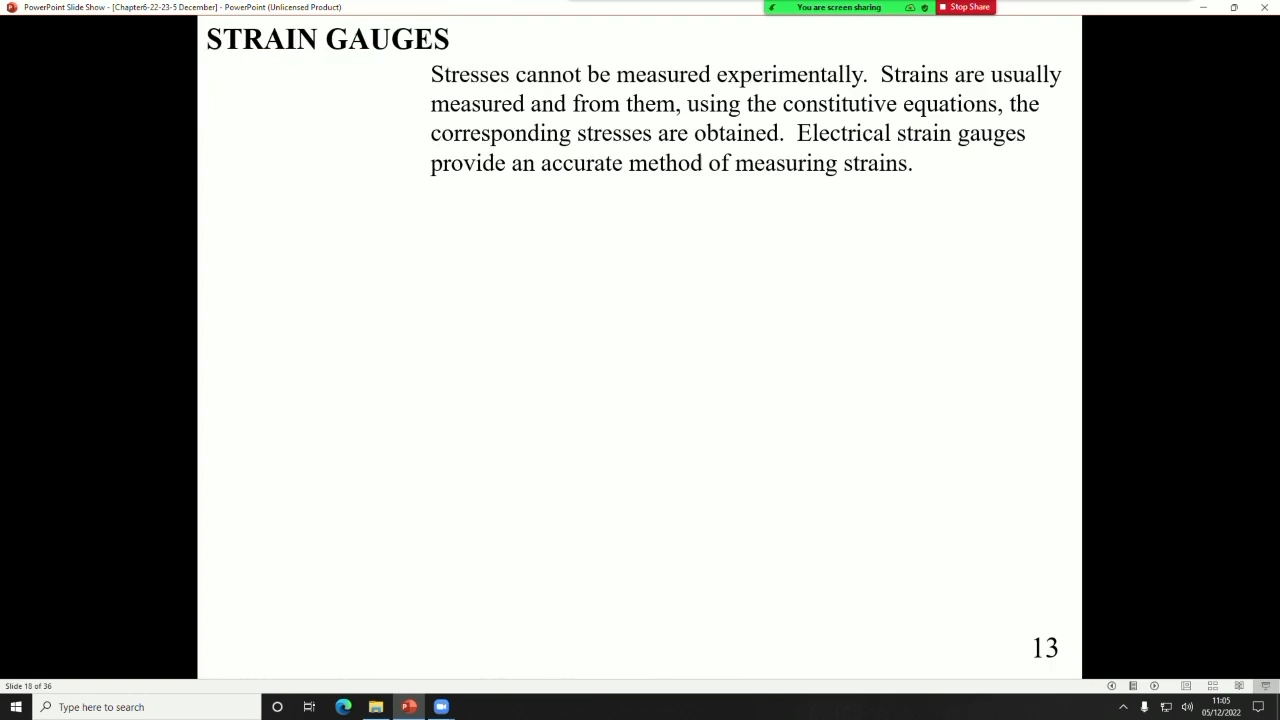 PowerPoint Slide Show - [Chapter6-22-23-5 December] - PowerPoint (Unlicensed Product)
You are screen sharing
Stop Share
STRAIN GAUGES
Stresses cannot be measured experimentally. Strains are usually
measured and from them, using the constitutive equations, the
corresponding stresses are obtained. Electrical strain gauges
provide an accurate method of measuring strains.
13
Slide 18 of 36
Type here to search
11:05
05/12/2022